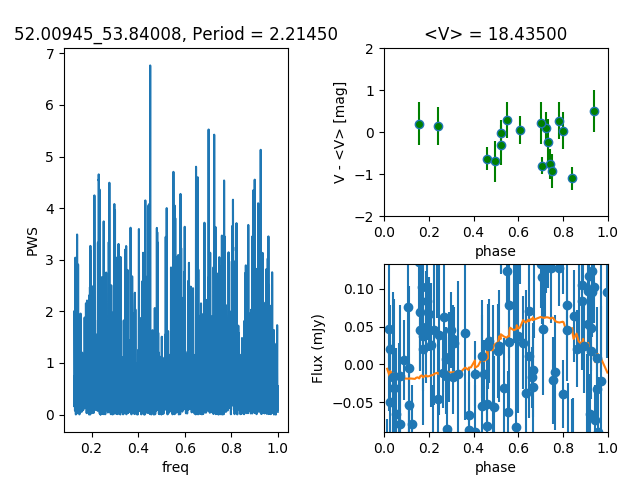 52.00945_53.84008, Period = 2.21450
<V> = 18.43500
7
6
5
4
3
2
1
0
PWS
0.2 0.4 0.6 0.8 1.0
freq
2
1
0
−1
−2
V - <V> [mag]
0.0 0.2 0.4 0.6 0.8 1.0
phase
0.10
0.05
0.00
−0.05
Flux (mJy)
0.0 0.2 0.4 0.6 0.8 1.0
phase